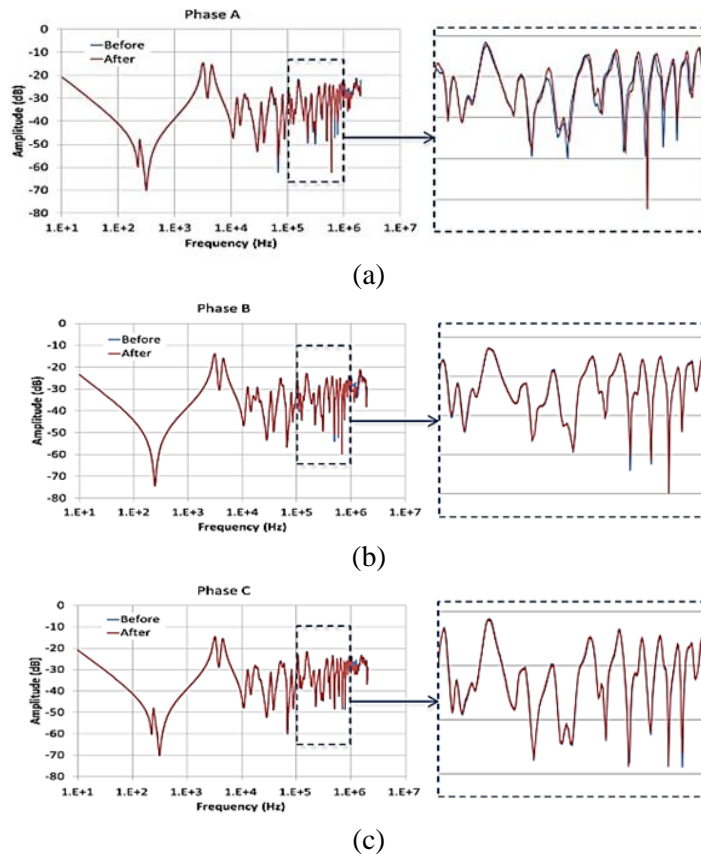 Phase A
Before
After
Amplitude (dB)
0
-10
-20
-30
-40
-50
-60
-70
-80
1.E+1 1.E+2 1.E+3 1.E+4 1.E+5 1.E+6 1.E+7
Frequency (Hz)
(a)
Phase B
Before
After
Amplitude (dB)
0
-10
-20
-30
-40
-50
-60
-70
-80
1.E+1 1.E+2 1.E+3 1.E+4 1.E+5 1.E+6 1.E+7
Frequency (Hz)
(b)
Phase C
Before
After
Amplitude (dB)
0
-10
-20
-30
-40
-50
-60
-70
-80
1.E+1 1.E+2 1.E+3 1.E+4 1.E+5 1.E+6 1.E+7
Frequency (Hz)
(c)